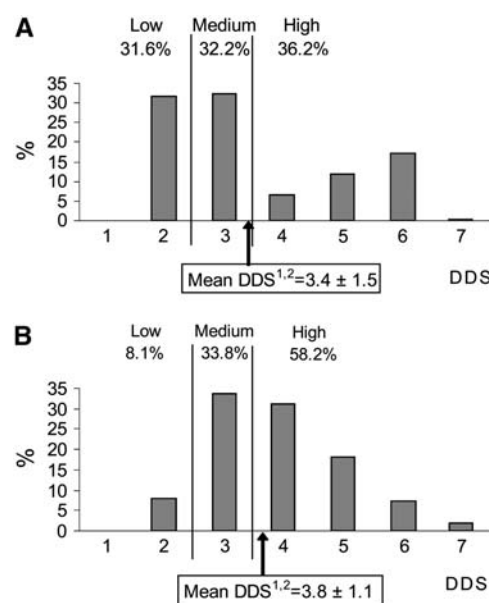 A
Low Medium High
31.6% 32.2% 36.2%
35
30
25
20
15
10
5
0
%
1 2 3 4 5 6 7
Mean DDS1,2=3.4 ± 1.5
DDS
B
Low Medium High
8.1% 33.8% 58.2%
35
30
25
20
15
10
5
0
%
1 2 3 4 5 6 7
DDS
Mean DDS1,2=3.8 ± 1.1